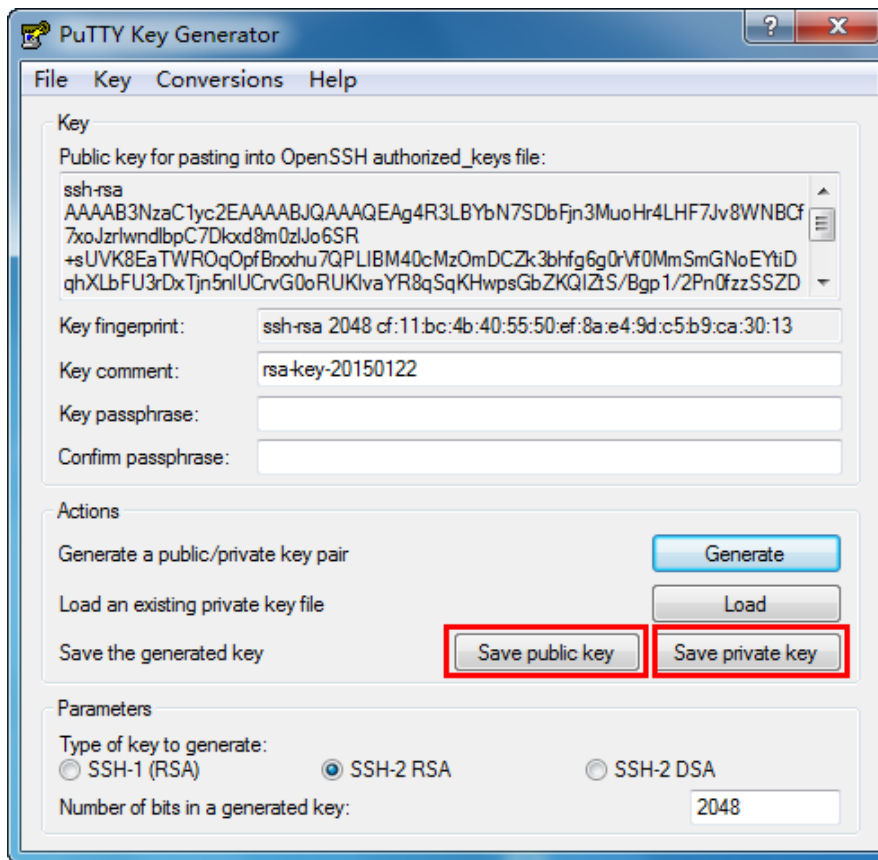 PuTTY Key Generator
File Key Conversions Help
Key
Public key for pasting into OpenSSH authorized_keys file:
ssh-rsa
AAAAB3NzaC1yc2EAAAABJQAAAQEAg4R3LBYbN7SDbFjn3MuoHr4LHF7Jv8WNBCf
7xoJzrlwndlbpC7Dkxd8m0zlJo6SR
+sUVK8EaTWROqOpfBrxxhu7QPLIBM40cMzOmDCZk3bhfg6g0rVf0MmSmGNoEYtiD
qhXLbFU3rDxTjn5nIUCrvG0oRUKIvaYR8qSqKHwpsGbZKQIZtS/Bgp1/2Pn0fzzSSZD
Key fingerprint: ssh-rsa 2048 cf:11:bc:4b:40:55:50:ef:8a:e4:9d:c5:b9:ca:30:13
Key comment: rsa-key-20150122
Key passphrase:
Confirm passphrase:
Actions
Generate a public/private key pair Generate
Load an existing private key file Load
Save the generated key Save public key Save private key
Parameters
Type of key to generate:
SSH-1 (RSA) SSH-2 RSA SSH-2 DSA
Number of bits in a generated key: 2048